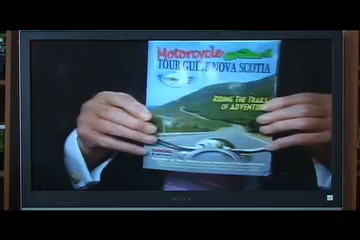 Motorcycle
TOUR GUIDE NOVA SCOTIA
RIDING THE TRAILS
OF ADVENTURE
SONY